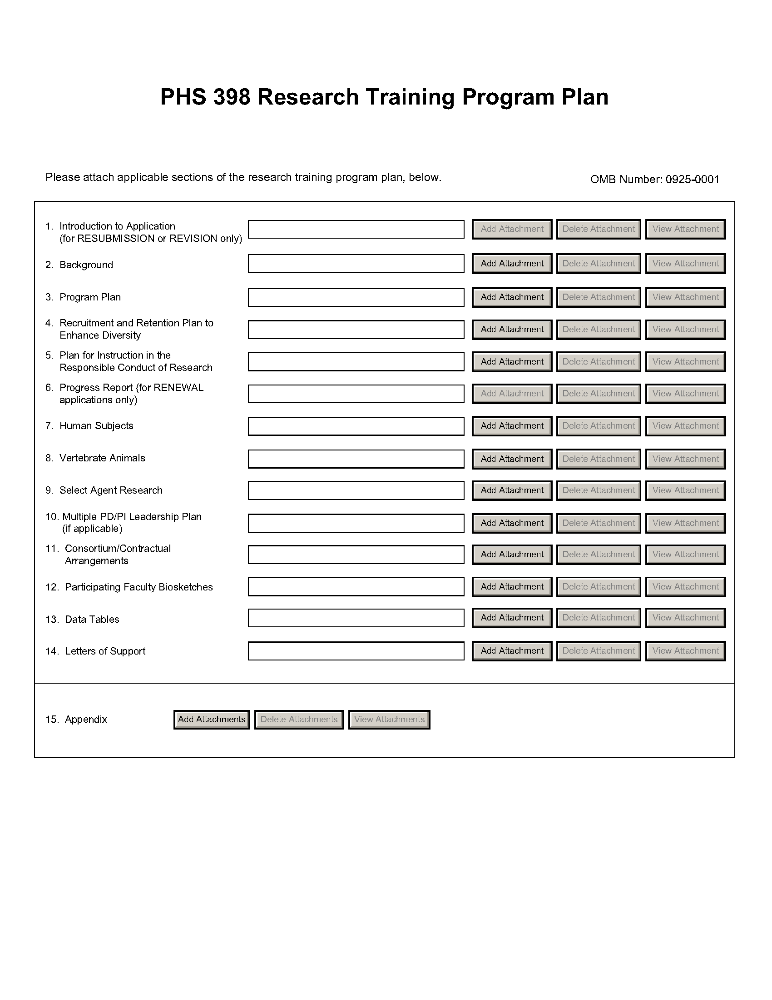 PHS 398 Research Training Program Plan
Please attach applicable sections of the research training program plan, below.
OMB Number: 0925-0001
1. Introduction to Application
(for RESUBMISSION or REVISION only)
Add Attachment Delete Attachment View Attachment
2. Background
Add Attachment Delete Attachment View Attachment
3. Program Plan
Add Attachment Delete Attachment View Attachment
4. Recruitment and Retention Plan to
Enhance Diversity
Add Attachment Delete Attachment View Attachment
5. Plan for Instruction in the
Responsible Conduct of Research
Add Attachment Delete Attachment View Attachment
6. Progress Report (for RENEWAL
applications only)
Add Attachment Delete Attachment View Attachment
7. Human Subjects
Add Attachment Delete Attachment View Attachment
8. Vertebrate Animals
Add Attachment Delete Attachment View Attachment
9. Select Agent Research
Add Attachment Delete Attachment View Attachment
10. Multiple PD/PI Leadership Plan
(if applicable)
Add Attachment Delete Attachment View Attachment
11. Consortium/Contractual
Arrangements
Add Attachment Delete Attachment View Attachment
12. Participating Faculty Biosketches
Add Attachment Delete Attachment View Attachment
13. Data Tables
Add Attachment Delete Attachment View Attachment
14. Letters of Support
Add Attachment Delete Attachment View Attachment
15. Appendix
Add Attachments Delete Attachments View Attachments